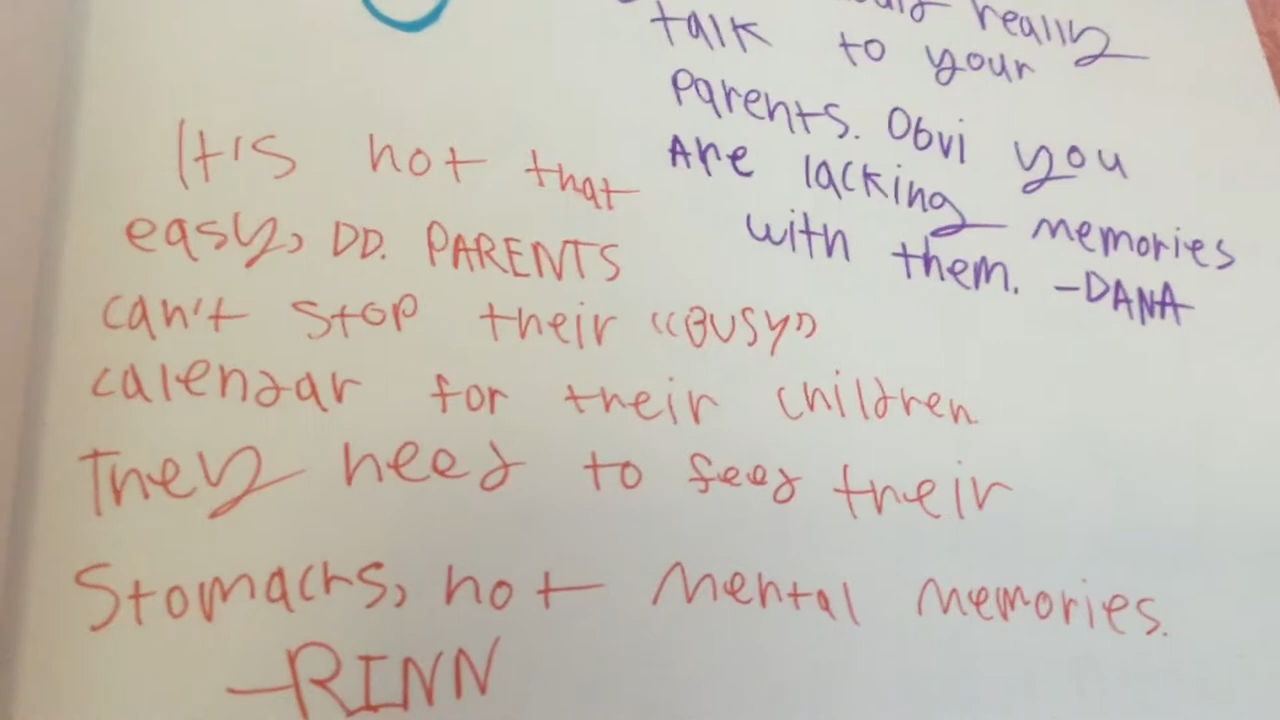 really
talk to your
Parents. Obvi you
Are lacking memories
with them. -DANA
It's not that
easy, DD. PARENTS
can't stop their "BUSY"
calendar for their children.
They need to feed their
Stomachs, not mental memories.
-RINN